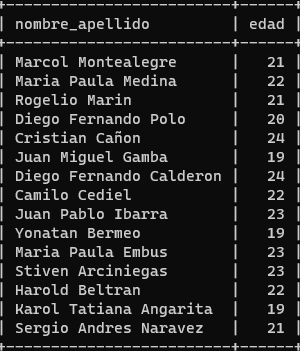 nombre_apellido | edad
Marcol Montealegre | 21
Maria Paula Medina | 22
Rogelio Marin | 21
Diego Fernando Polo | 20
Cristian Cañon | 24
Juan Miguel Gamba | 19
Diego Fernando Calderon | 24
Camilo Cediel | 22
Juan Pablo Ibarra | 23
Yonatan Bermeo | 19
Maria Paula Embus | 23
Stiven Arciniegas | 23
Harold Beltran | 22
Karol Tatiana Angarita | 19
Sergio Andres Naravez | 21